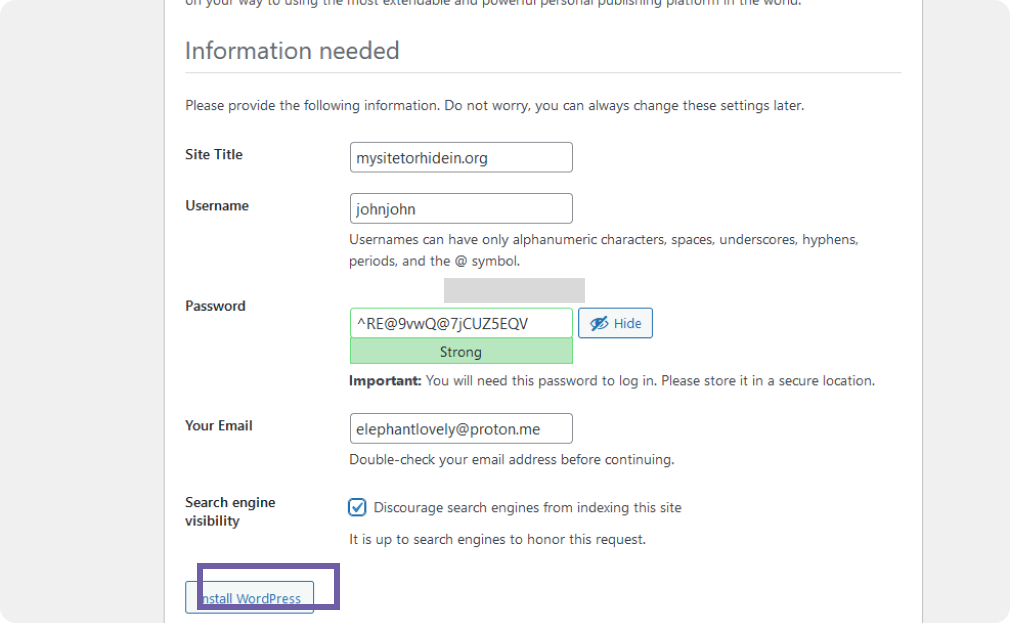 on your way to using the most extendable and powerful personal publishing platform in the world.
Information needed
Please provide the following information. Do not worry, you can always change these settings later.
Site Title
mysitetorhidein.org
Username
johnjohn
Usernames can have only alphanumeric characters, spaces, underscores, hyphens,
periods, and the @ symbol.
Password
^RE@9vwQ@7jCUZ5EQV
Hide
Strong
Important: You will need this password to log in. Please store it in a secure location.
Your Email
elephantlovely@proton.me
Double-check your email address before continuing.
Search engine
visibility
Discourage search engines from indexing this site
It is up to search engines to honor this request.
Install WordPress